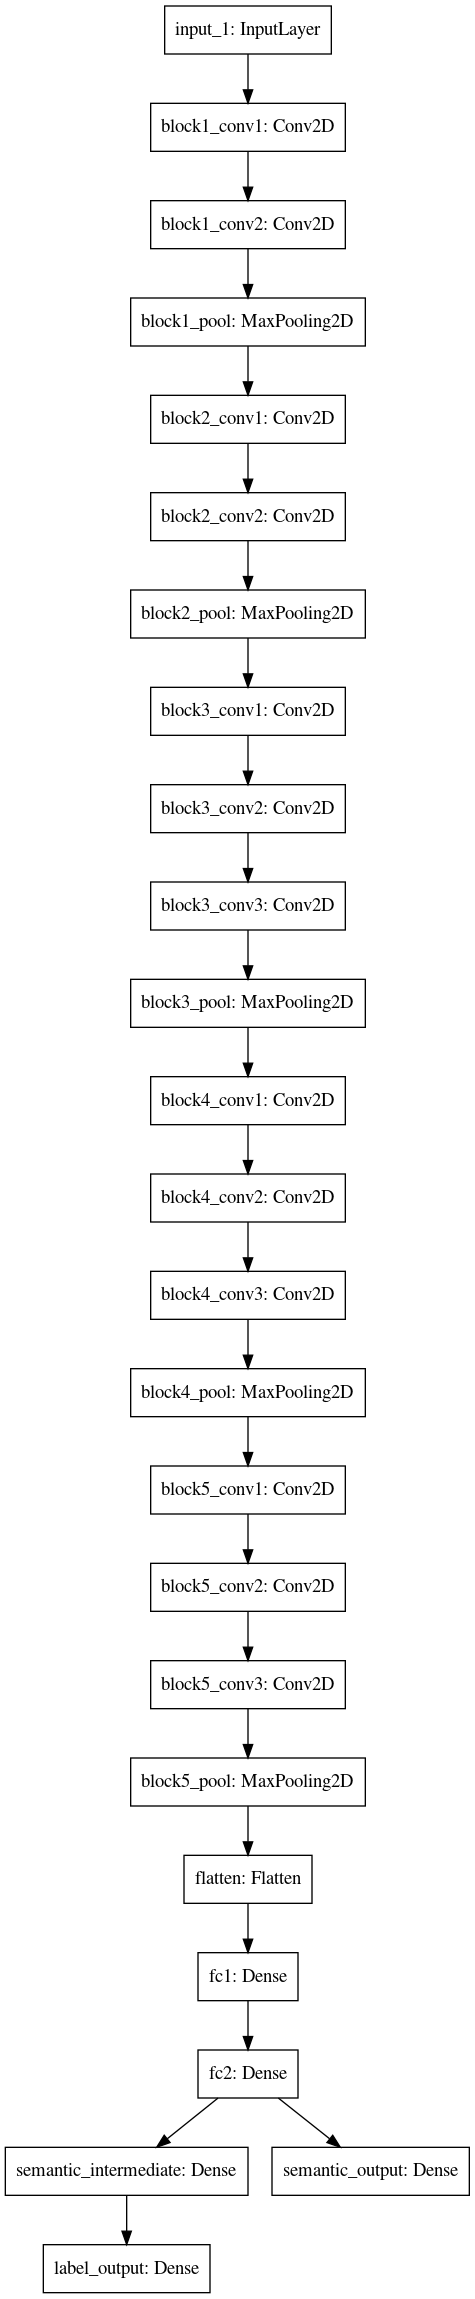 input_1: InputLayer
block1_conv1: Conv2D
block1_conv2: Conv2D
block1_pool: MaxPooling2D
block2_conv1: Conv2D
block2_conv2: Conv2D
block2_pool: MaxPooling2D
block3_conv1: Conv2D
block3_conv2: Conv2D
block3_conv3: Conv2D
block3_pool: MaxPooling2D
block4_conv1: Conv2D
block4_conv2: Conv2D
block4_conv3: Conv2D
block4_pool: MaxPooling2D
block5_conv1: Conv2D
block5_conv2: Conv2D
block5_conv3: Conv2D
block5_pool: MaxPooling2D
flatten: Flatten
fc1: Dense
fc2: Dense
semantic_intermediate: Dense
semantic_output: Dense
label_output: Dense